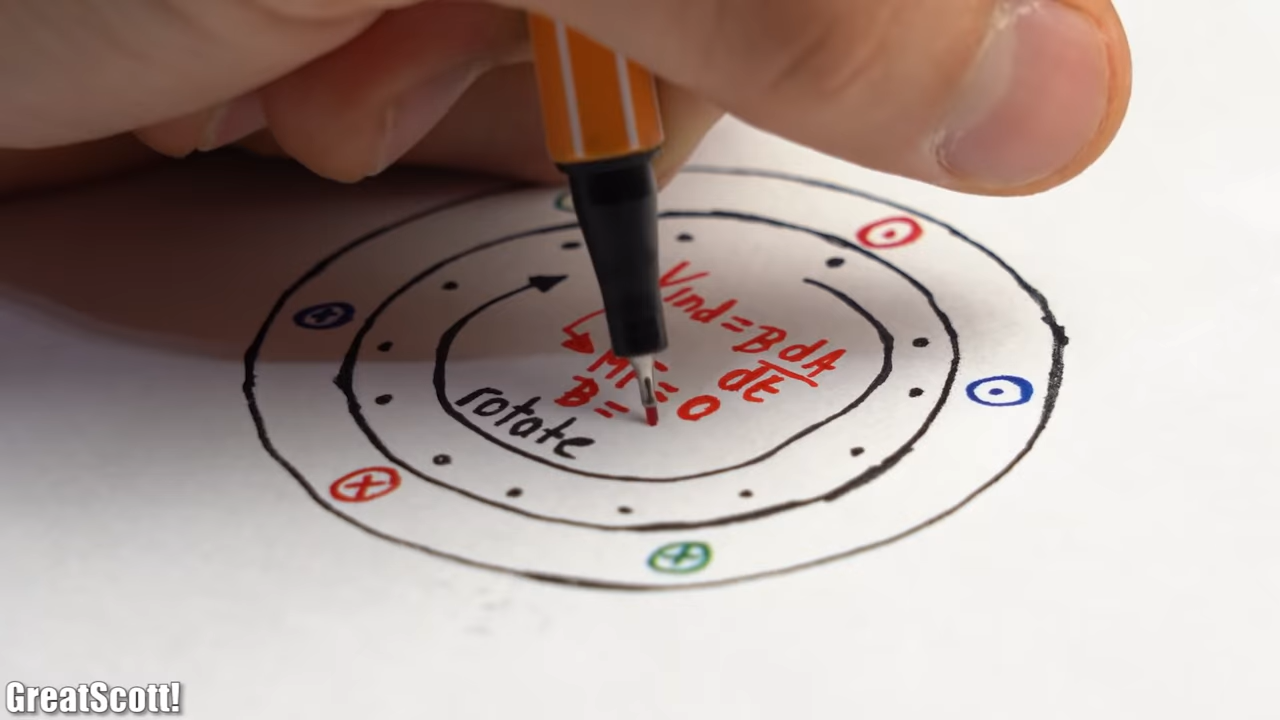 Vind = B dA
dt
B = 0
rotate
GreatScott!